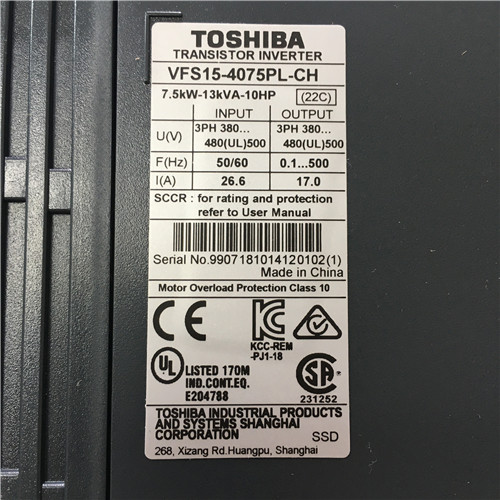 TOSHIBA
TRANSISTOR INVERTER
VFS15-4075PL-CH
7.5kW-13kVA-10HP (22C)
INPUT OUTPUT
U(V) 3PH 380... 480(UL)500 3PH 380... 480(UL)500
F(Hz) 50/60 0.1...500
I(A) 26.6 17.0
SCCR : for rating and protection
refer to User Manual
Serial No.9907181014120102(1)
Made in China
Motor Overload Protection Class 10
CE
KC
KCC-REM
-PJ1-18
UL
LISTED 170M
IND.CONT.EQ.
E204788
SA
231252
TOSHIBA INDUSTRIAL PRODUCTS
AND SYSTEMS SHANGHAI
CORPORATION SSD
268, Xizang Rd.Huangpu, Shanghai